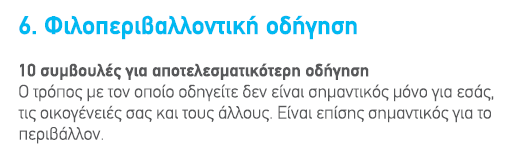 6. Φιλοπεριβαλλοντική οδήγηση
10 συμβουλές για αποτελεσματικότερη οδήγηση
Ο τρόπος με τον οποίο οδηγείτε δεν είναι σημαντικός μόνο για εσάς,
τις οικογένειές σας και τους άλλους. Είναι επίσης σημαντικός για το
περιβάλλον.